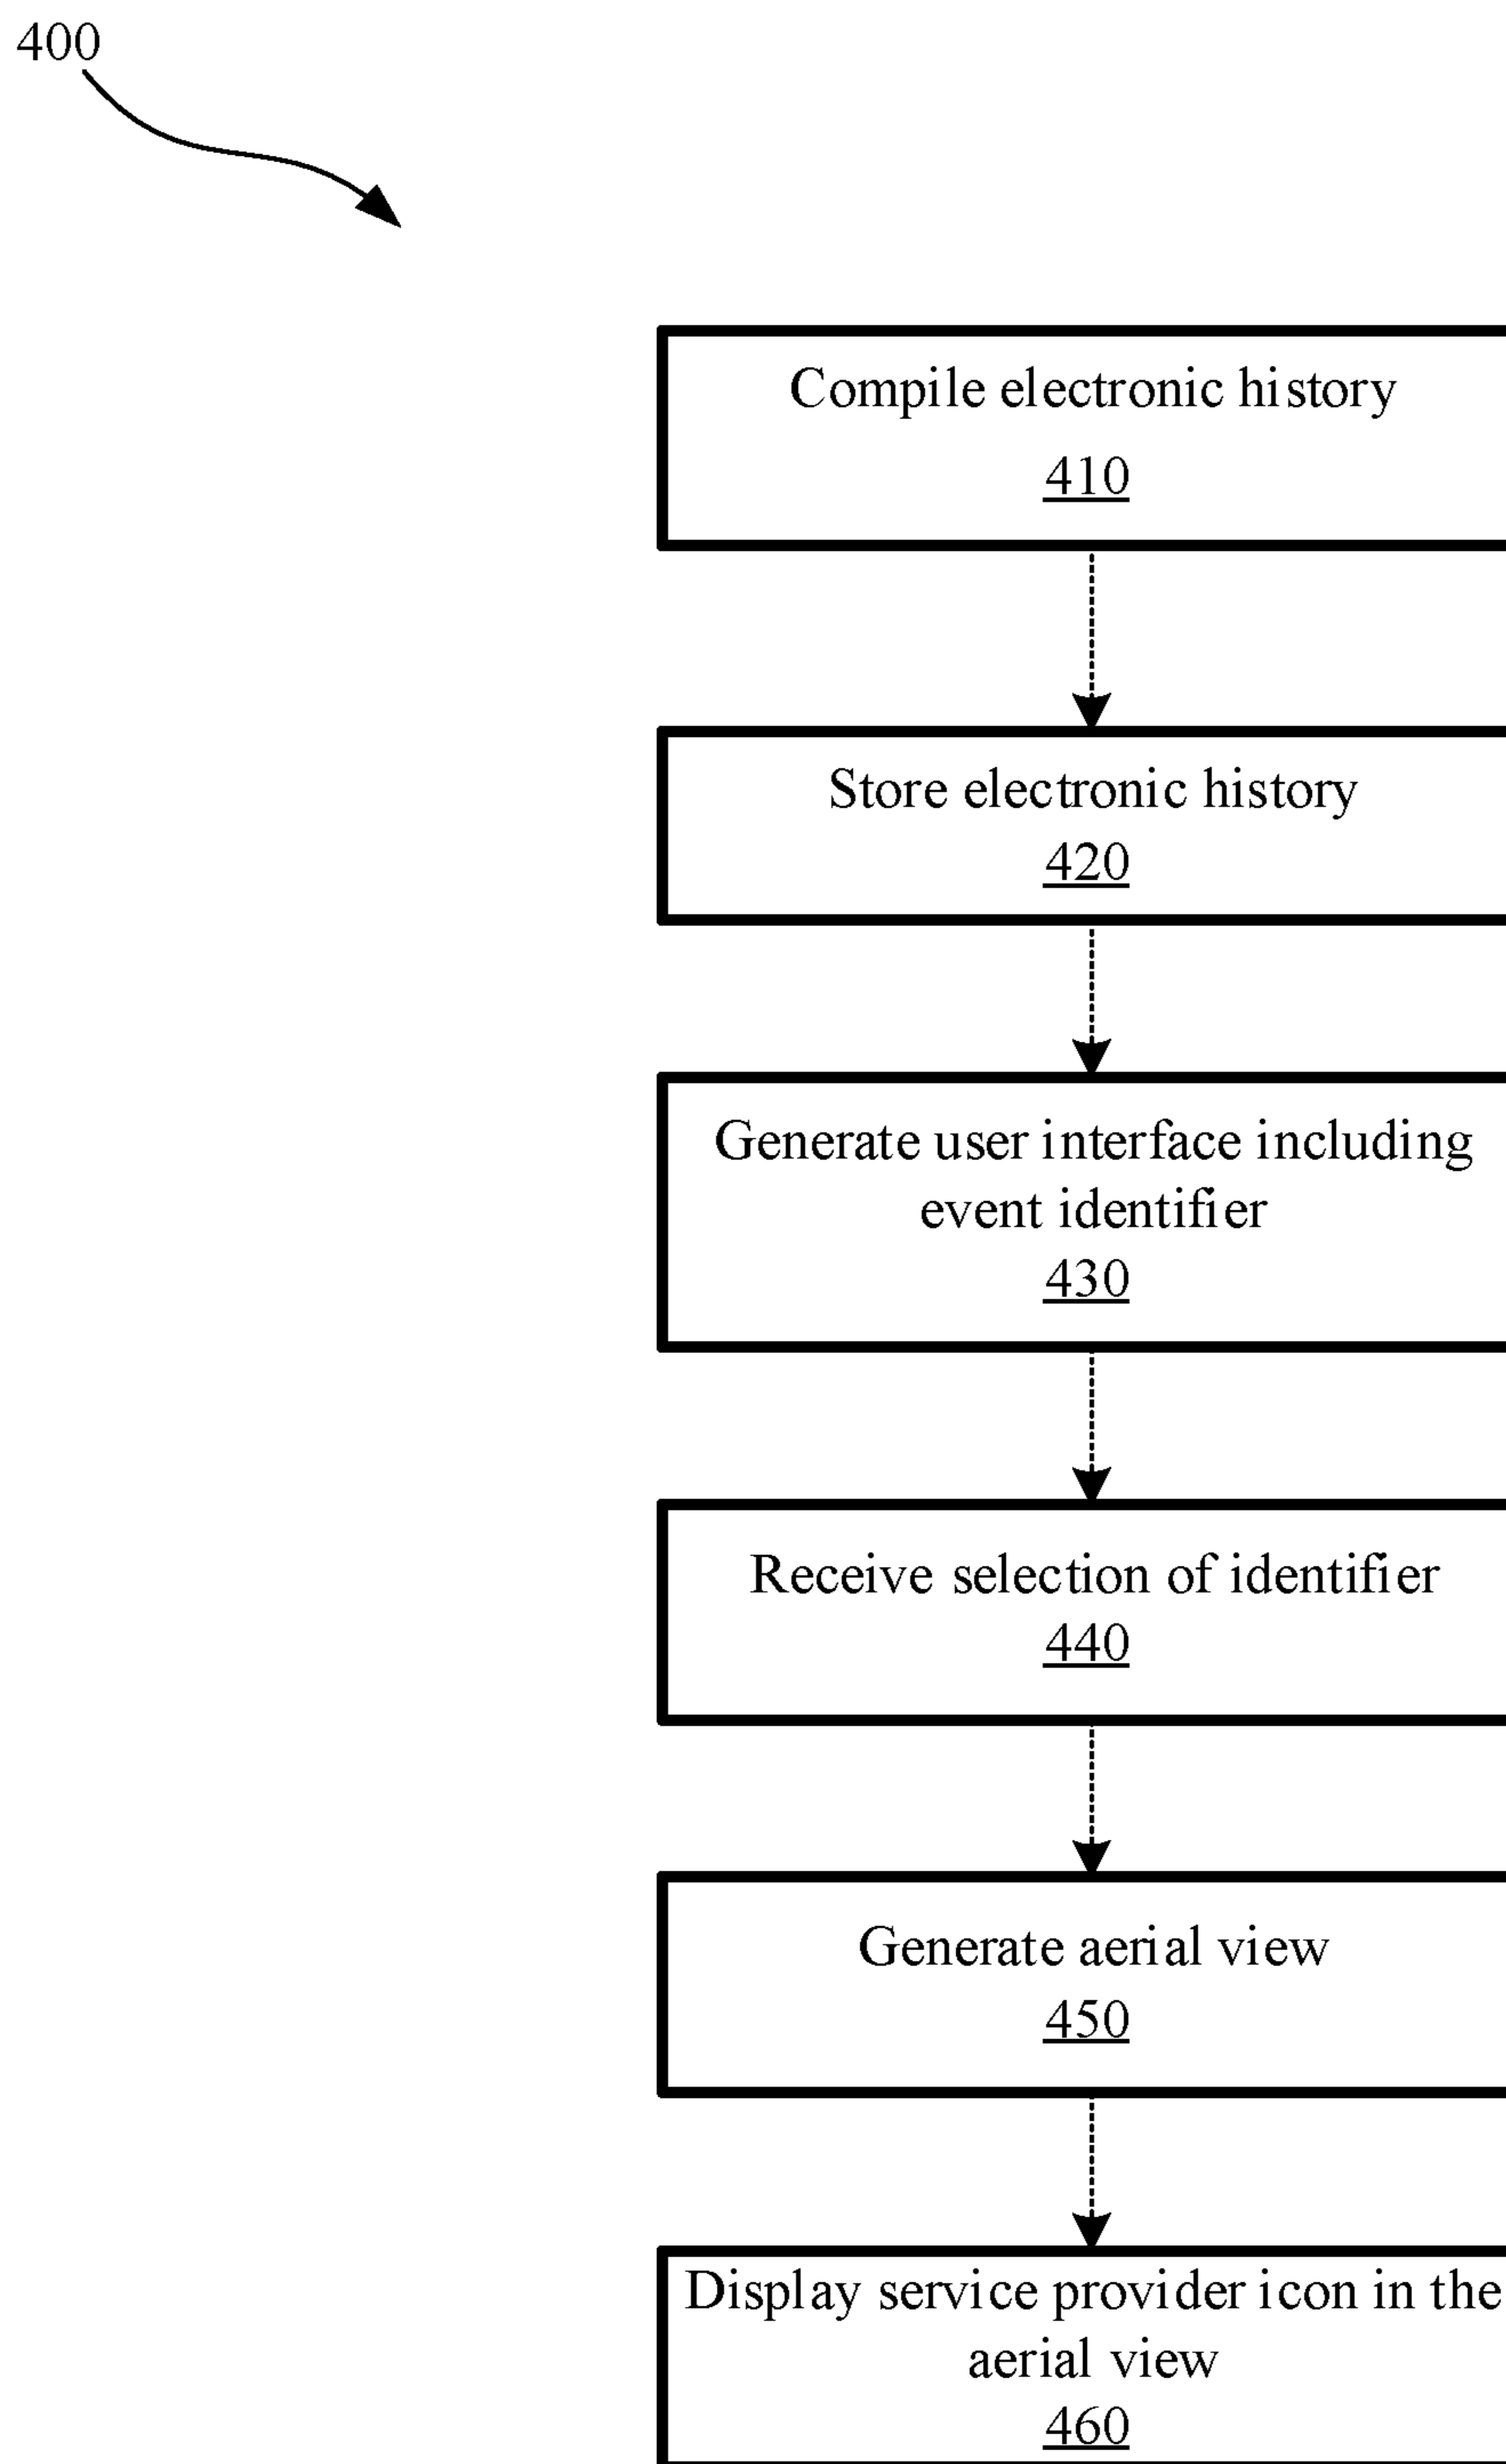 400
Compile electronic history
410
Store electronic history
420
Generate user interface including
event identifier
430
Receive selection of identifier
440
Generate aerial view
450
Display service provider icon in the
aerial view
460